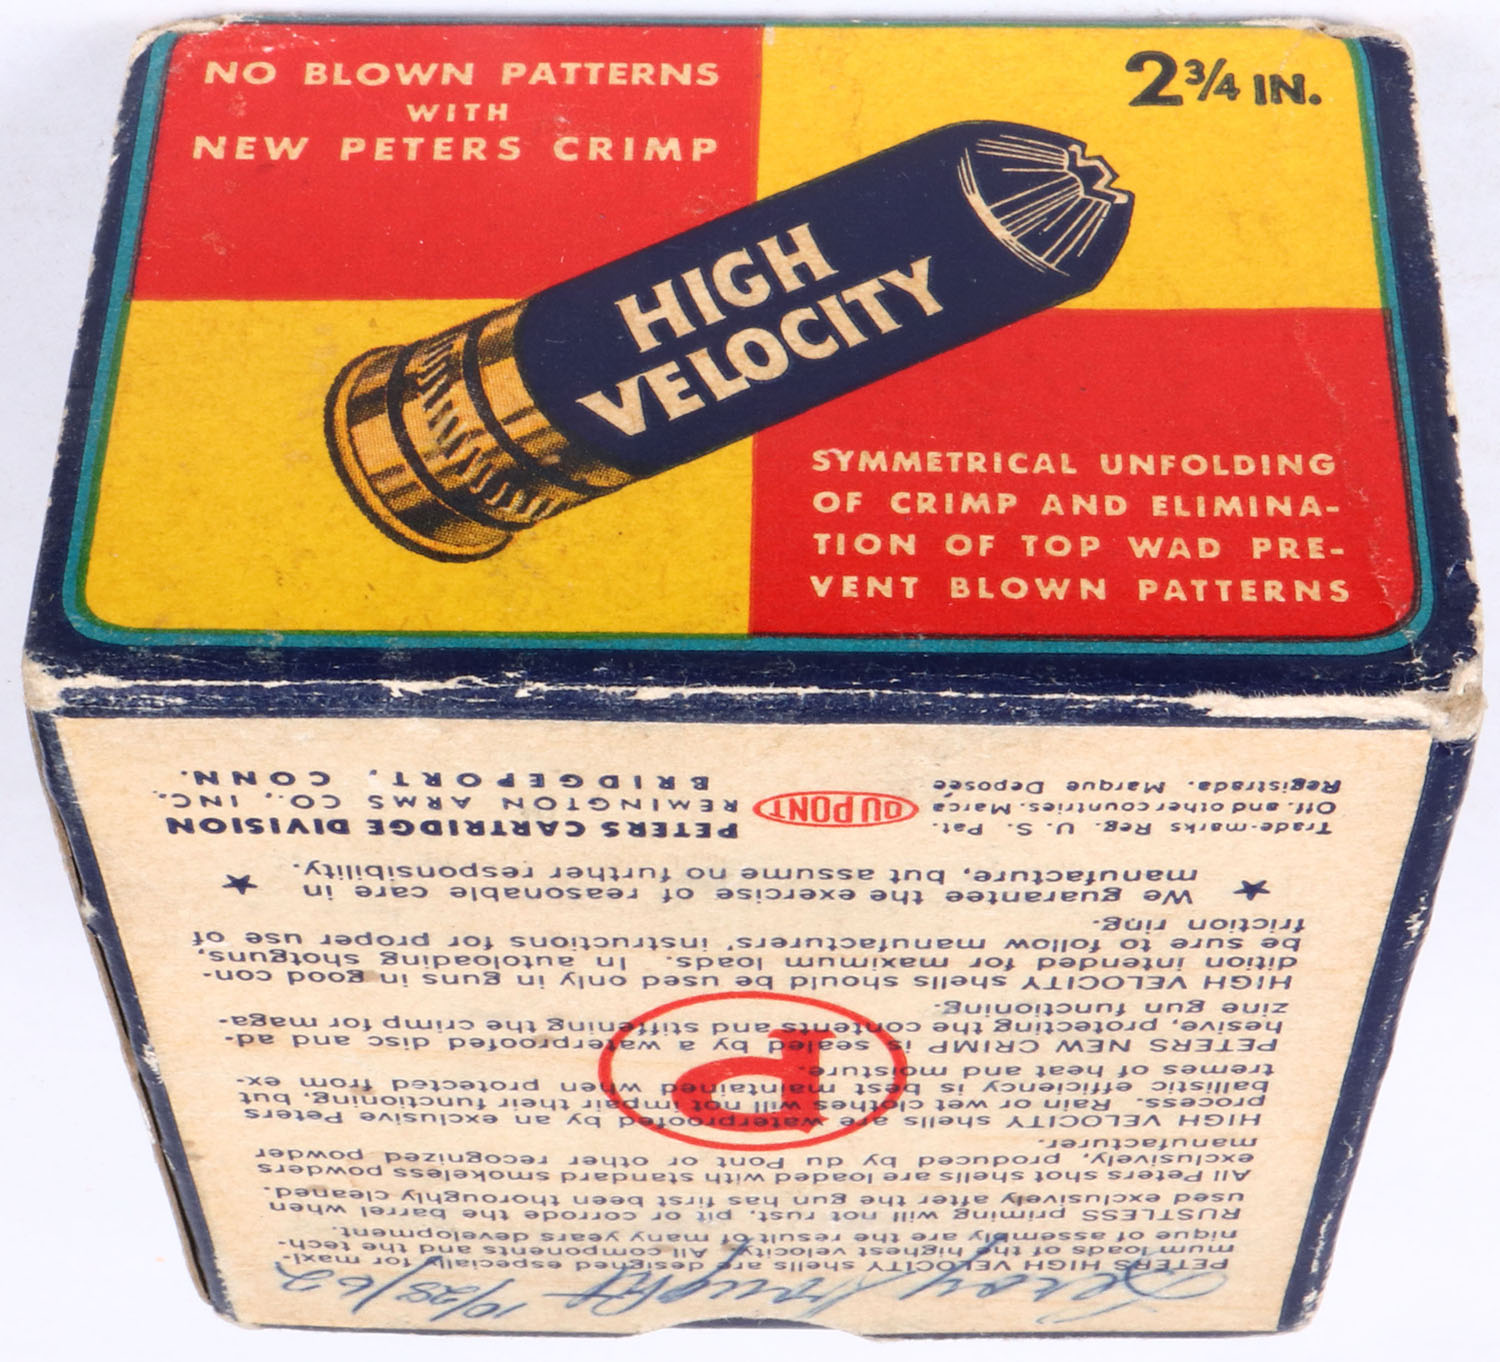 NO BLOWN PATTERNS
WITH
NEW PETERS CRIMP
2 3/4 IN.
HIGH
VELOCITY
SYMMETRICAL UNFOLDING
OF CRIMP AND ELIMINA-
TION OF TOP WAD PRE-
VENT BLOWN PATTERNS
10/28/62
PETERS HIGH VELOCITY shells are designed especially for maxi-
mum loads of the highest velocity. All components and the tech-
nique of assembly are the result of many years development.
RUSTLESS priming will not rust, pit or corrode the barrel when
used exclusively after the gun has first been thoroughly cleaned.
All Peters shot shells are loaded with standard smokeless powders
exclusively, produced by du Pont or other recognized powder
manufacturer.
HIGH VELOCITY shells are waterproofed by an exclusive Peters
process. Rain or wet clothes will not impair their functioning, but
ballistic efficiency is best maintained when protected from ex-
tremes of heat and moisture.
PETERS NEW CRIMP is sealed by a waterproofed disc and ad-
hesive, protecting the contents and stiffening the crimp for maga-
zine gun functioning.
P
HIGH VELOCITY shells should be used only in guns in good con-
dition intended for maximum loads. In autoloading shotguns,
be sure to follow manufacturers' instructions for proper use of
friction ring.
★ We guarantee the exercise of reasonable care in ★
manufacture, but assume no further responsibility.
Trade-marks Reg. U. S. Pat.
Off. and other countries. Marca
Registrada. Marque Deposée
DU PONT
PETERS CARTRIDGE DIVISION
REMINGTON ARMS CO., INC.
BRIDGEPORT, CONN.